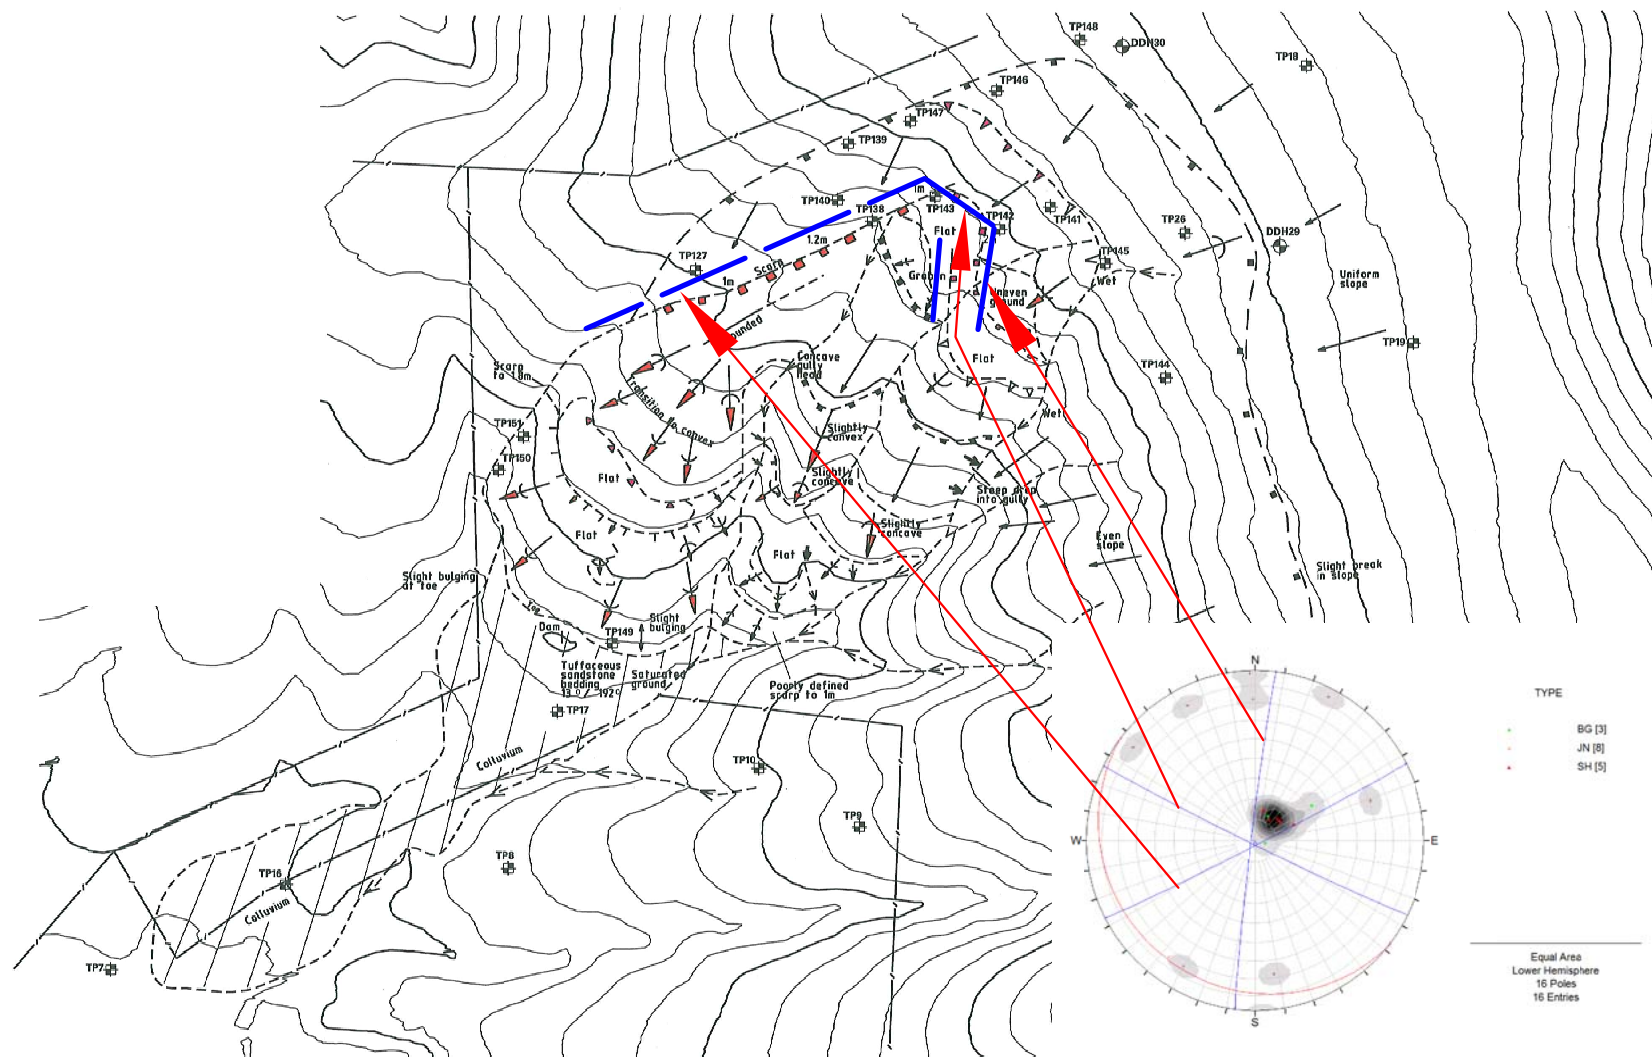 TP148
DDH30
TP18
TP146
TP147
TP139
TP140
TP138
1m
TP143
TP142
TP141
TP26
DDH29
TP127
1.2m
Scarp
1m
Flat
Graben
Uneven
ground
TP145
Wet
Uniform
slope
TP19
TP144
Flat
Wet
Scarp
to 1.8m
Concave
gully
head
Transition to convex
TP151
TP150
Slightly
convex
Slightly
concave
Flat
Steep drop
into gully
Slightly
concave
Flat
Flat
Even
slope
Slight break
in slope
Slight bulging
at toe
Toe
Dam
TP149
Slight
bulging
Tuffaceous
sandstone
bedding
13° 192°
Saturated
ground
Poorly defined
scarp to 1m
TP17
Colluvium
TP10
TP9
TP8
TP16
Colluvium
TP7
N
W
E
S
TYPE
BG [3]
JN [8]
SH [5]
Equal Area
Lower Hemisphere
16 Poles
16 Entries